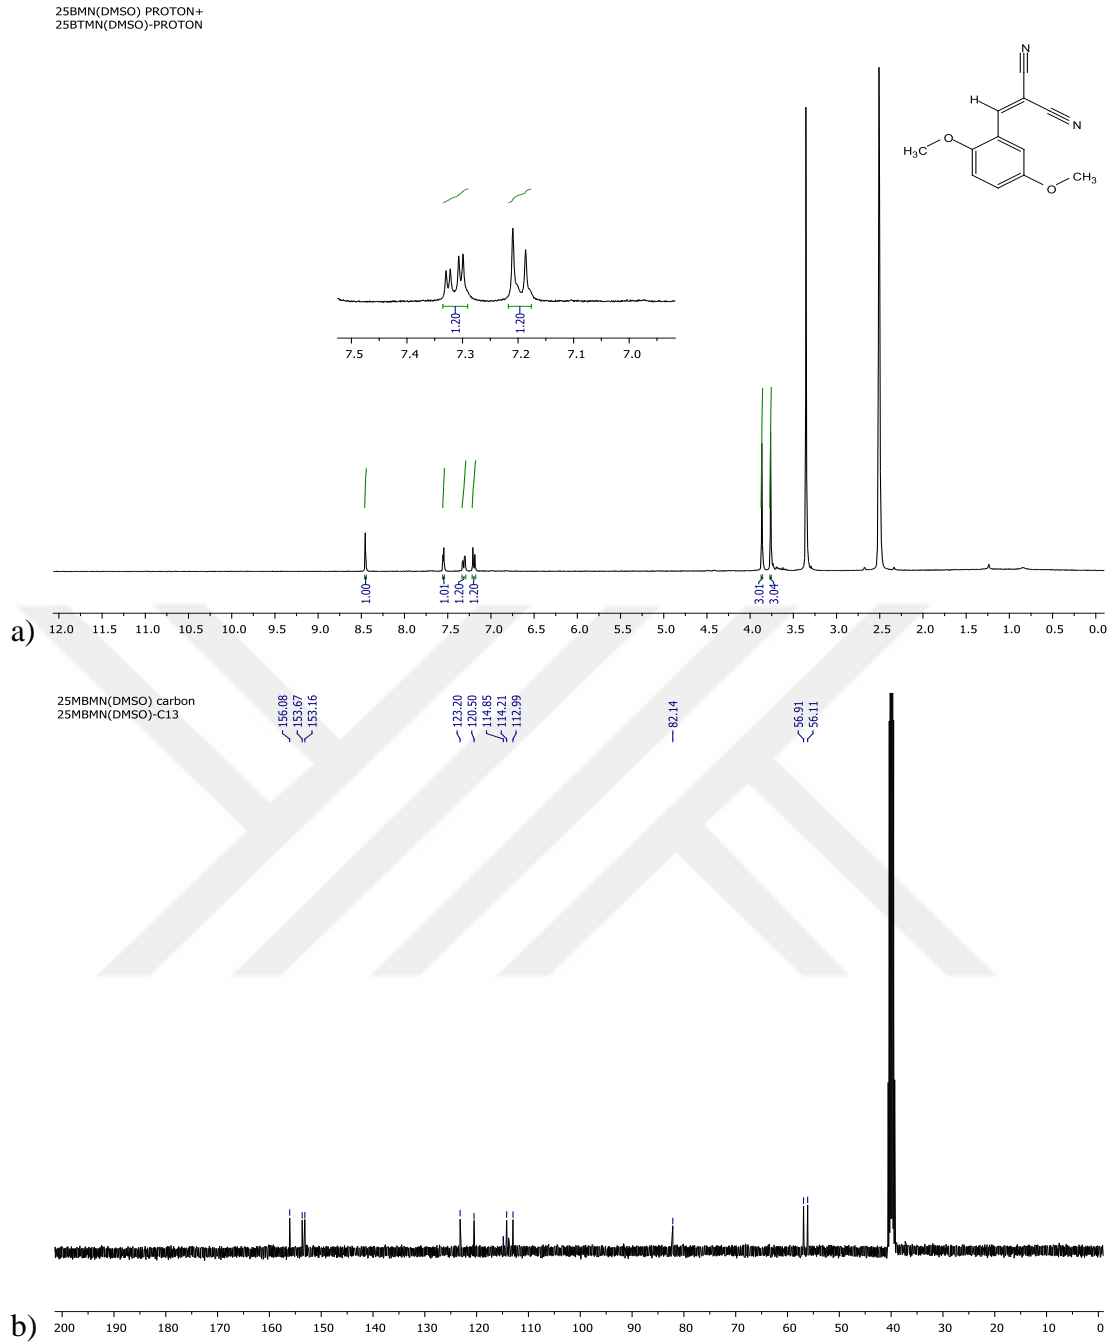 25BMN(DMSO) PROTON+
25BTMN(DMSO)-PROTON
N
H
N
O
H₃C
CH₃
O
1.20
1.20
7.5 7.4 7.3 7.2 7.1 7.0
1.00
1.01
1.20
1.20
3.01
3.04
a)
12.0 11.5 11.0 10.5 10.0 9.5 9.0 8.5 8.0 7.5 7.0 6.5 6.0 5.5 5.0 4.5 4.0 3.5 3.0 2.5 2.0 1.5 1.0 0.5 0.0
25MBMN(DMSO) carbon
25MBMN(DMSO)-C13
156.08
153.67
153.16
123.20
120.50
114.85
114.21
112.99
82.14
56.91
56.11
b)
200 190 180 170 160 150 140 130 120 110 100 90 80 70 60 50 40 30 20 10 0